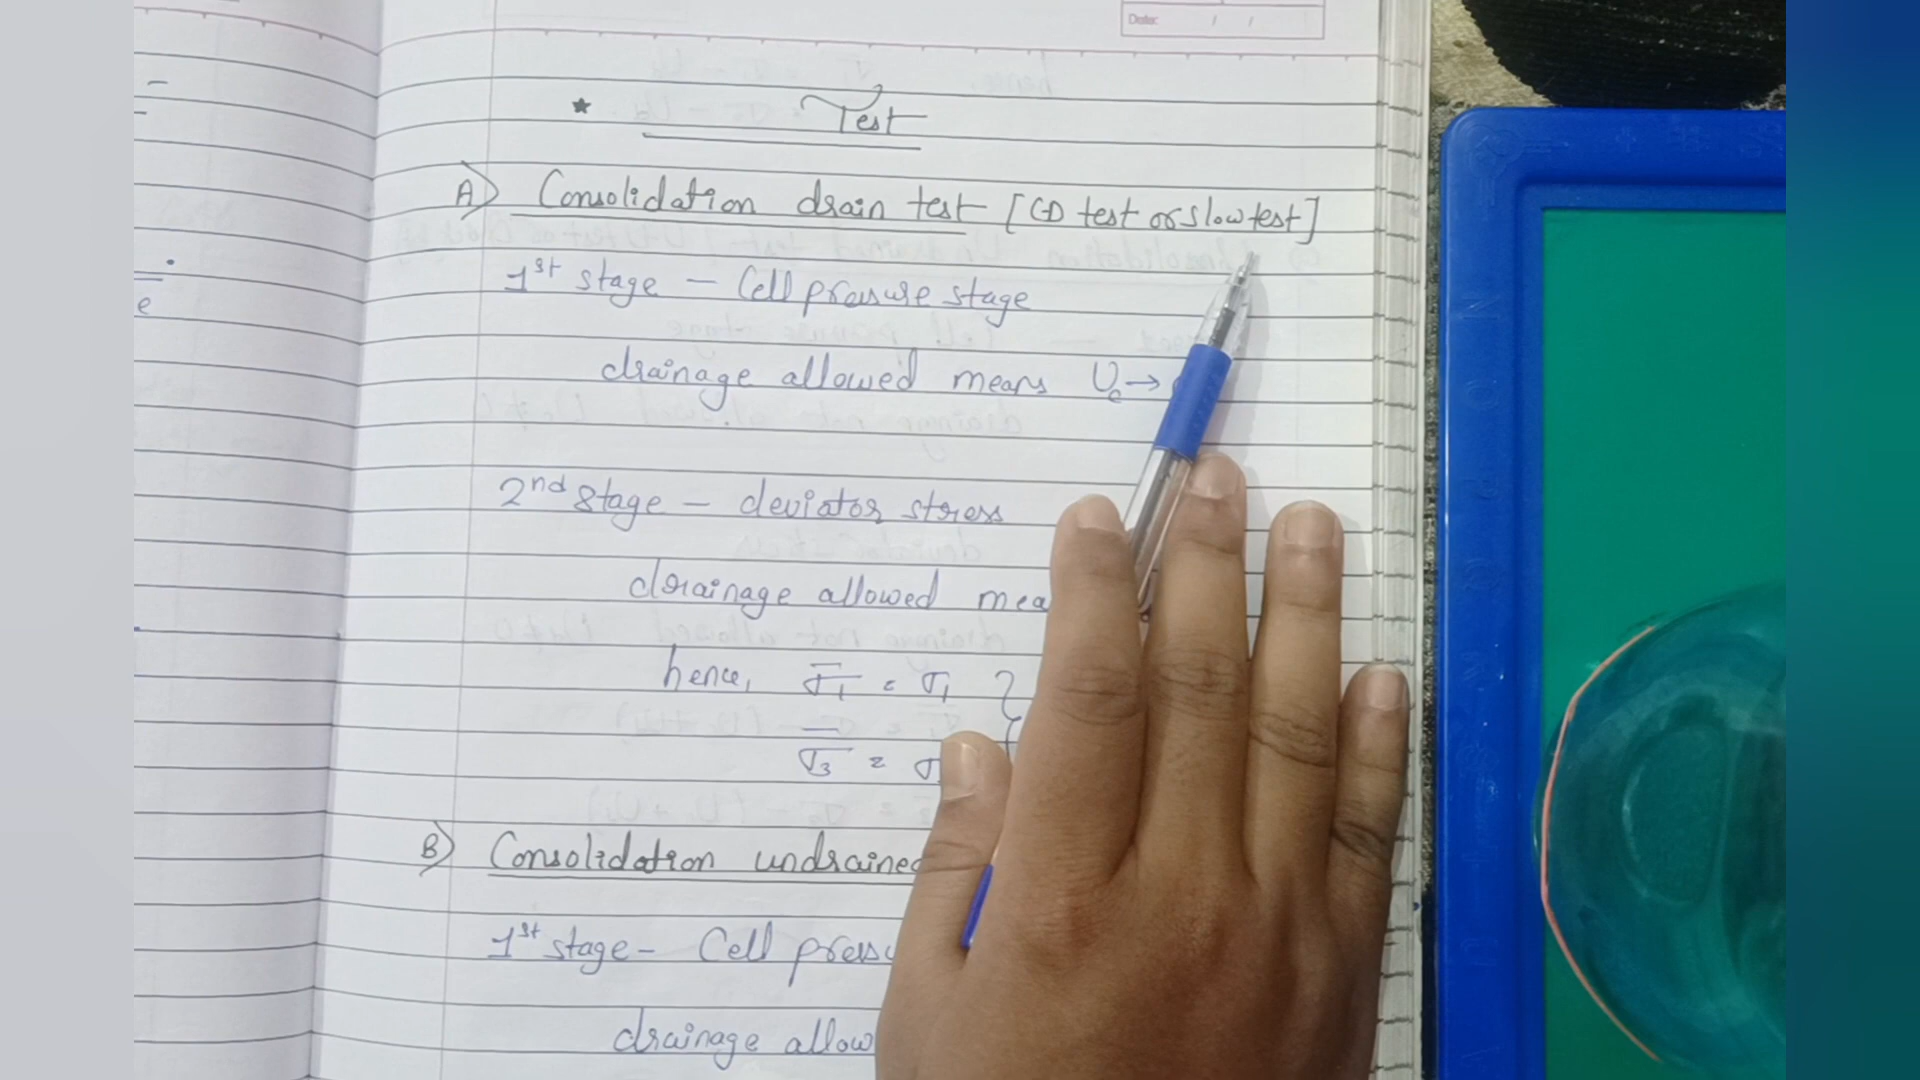 Date: / /
* Test
A) Consolidation drain test [CD test or slow test]
1st stage - Cell pressure stage
drainage allowed means Uc →
2nd stage - deviator stress
drainage allowed mea
hence, σ̅1 = σ1 }
σ̅3 = σ
B) Consolidation undrained
1st stage - Cell pressu
drainage allow
e